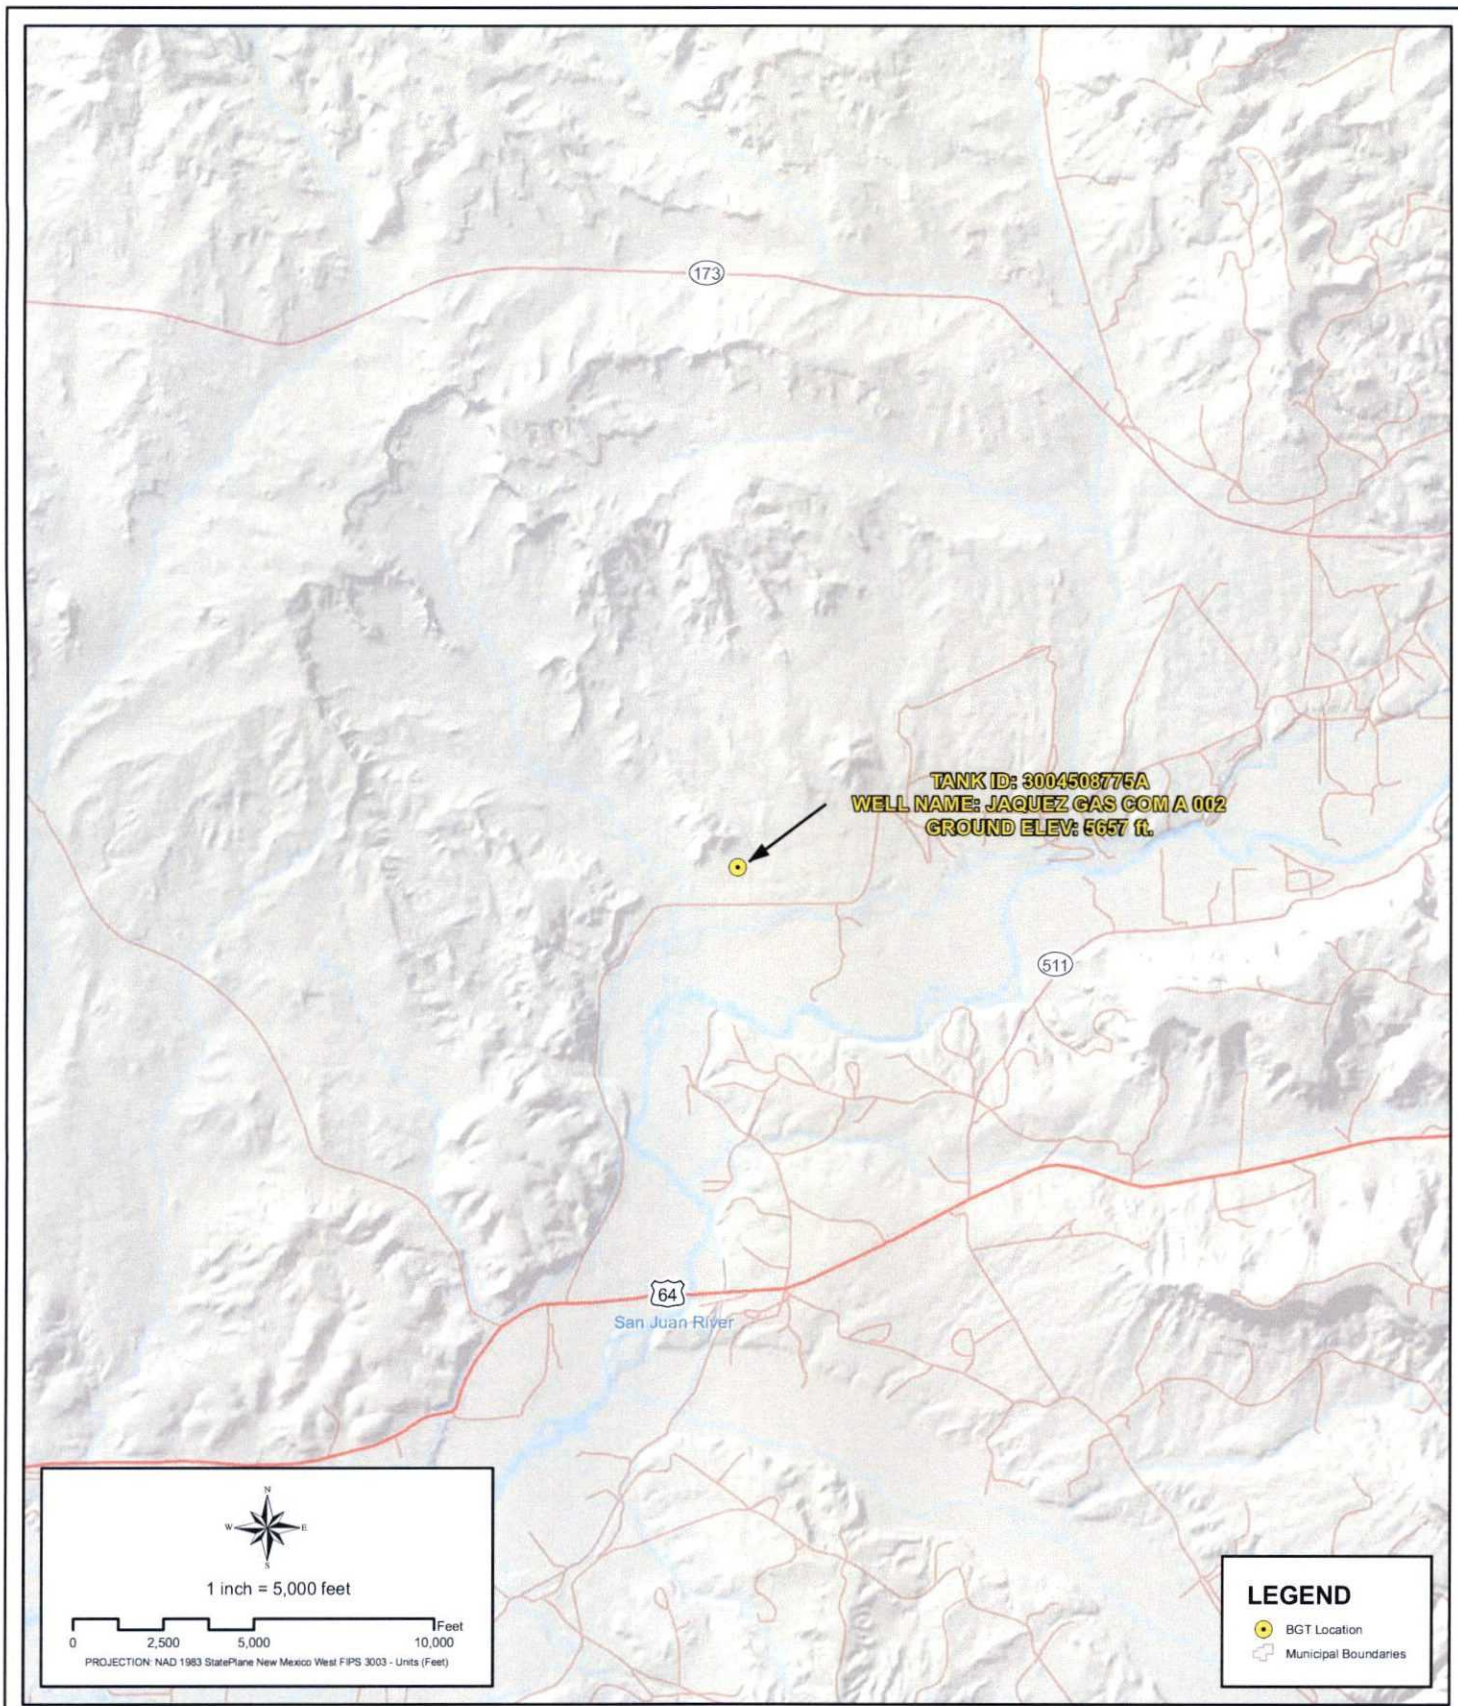 173
TANK ID: 3004508775A
WELL NAME: JAQUEZ GAS COM A 002
GROUND ELEV: 5657 ft.
511
64
San Juan River
N
W E
S
1 inch = 5,000 feet
Feet
0 2,500 5,000 10,000
PROJECTION: NAD 1983 StatePlane New Mexico West FIPS 3003 - Units (Feet)
LEGEND
BGT Location
Municipal Boundaries